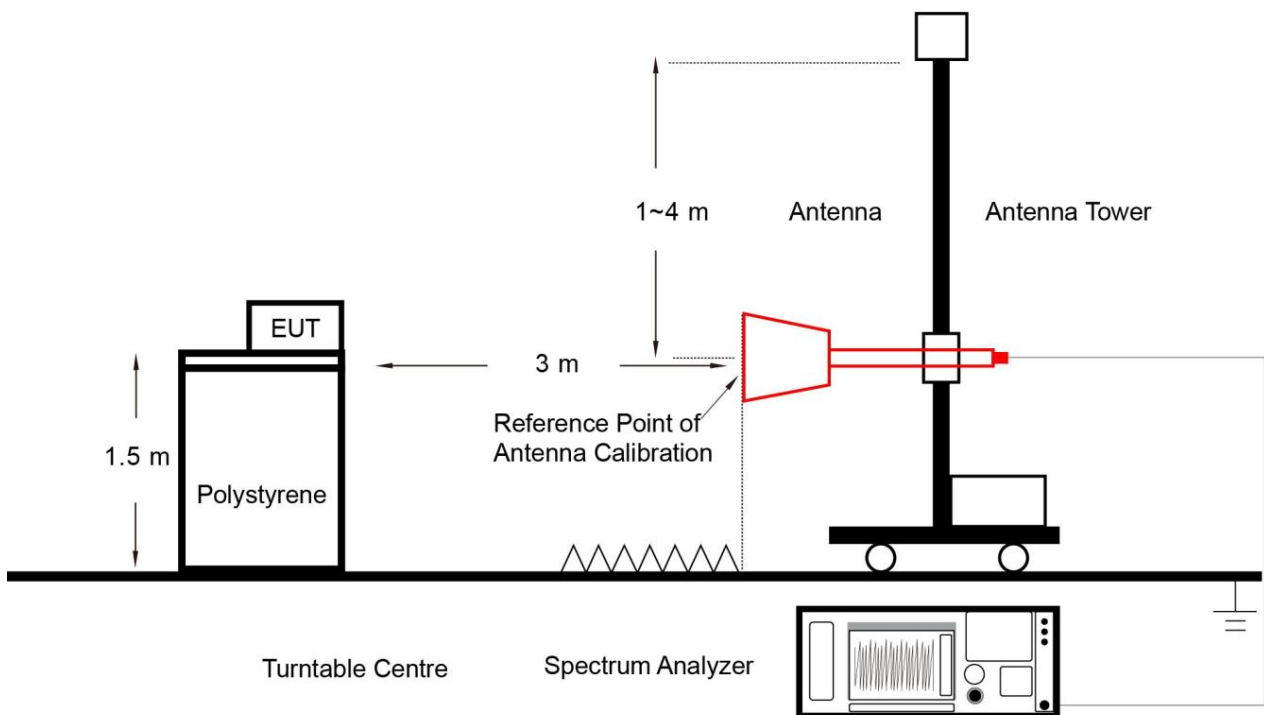 1~4 m
Antenna
Antenna Tower
EUT
3 m
Reference Point of
Antenna Calibration
1.5 m
Polystyrene
Turntable Centre
Spectrum Analyzer